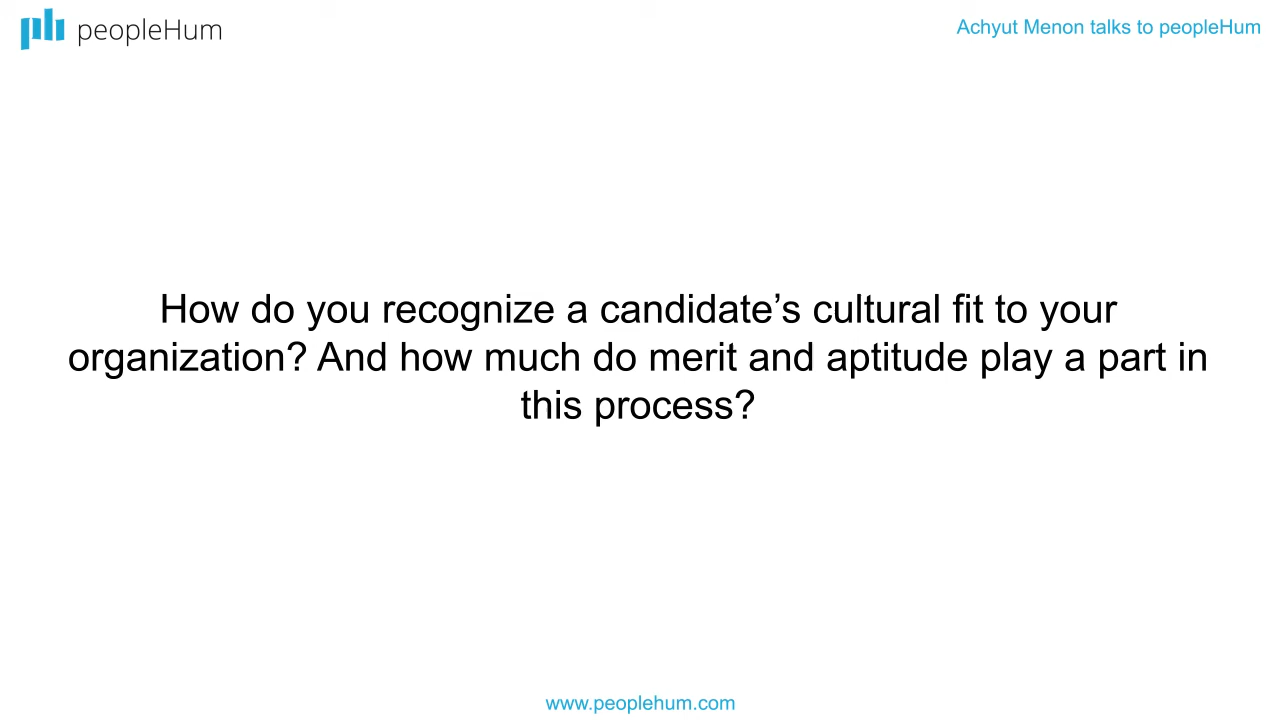 peopleHum
Achyut Menon talks to peopleHum
How do you recognize a candidate’s cultural fit to your
organization? And how much do merit and aptitude play a part in
this process?
www.peoplehum.com